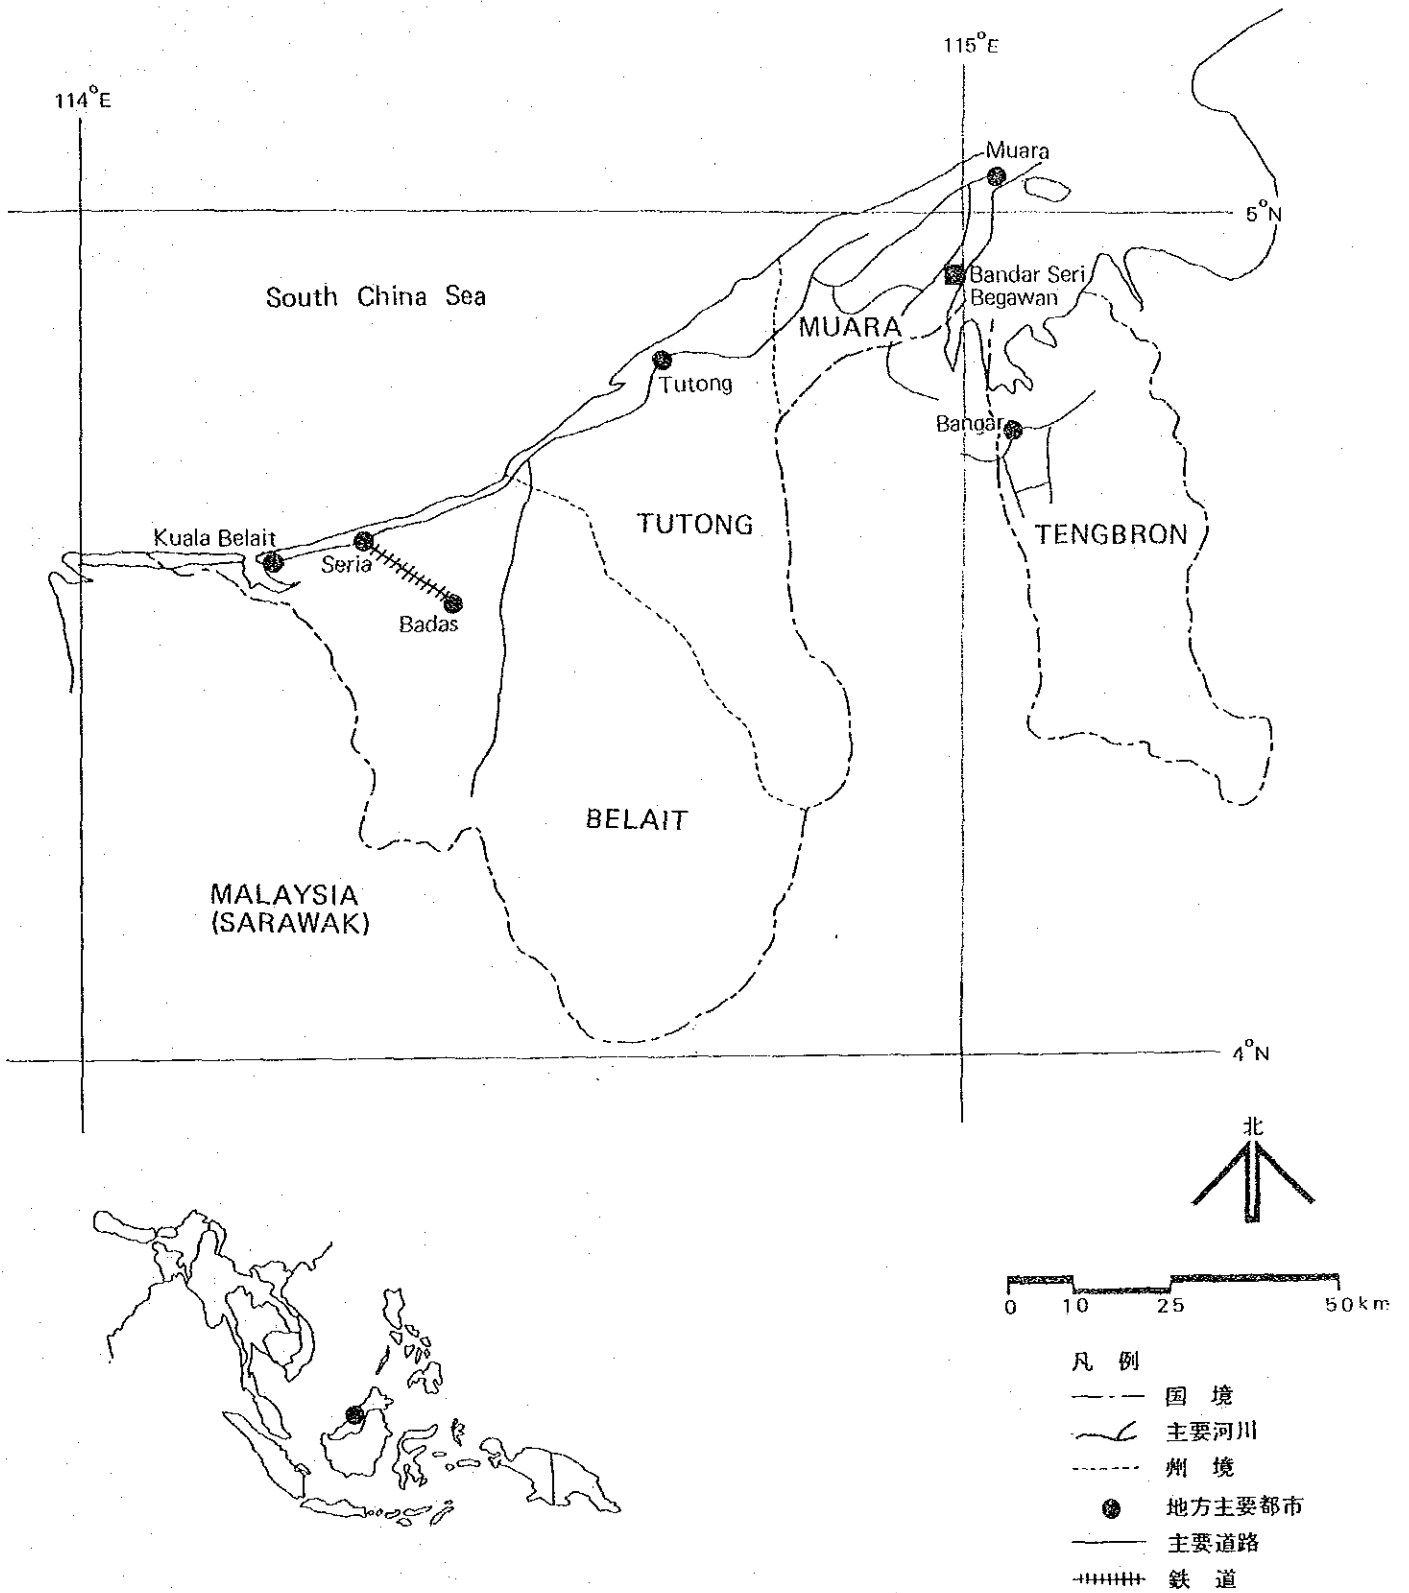 115°E
114°E
Muara
5°N
South China Sea
Bandar Seri
Begawan
MUARA
Tutong
Bangar
TUTONG
TENGBRON
Kuala Belait
Seria
Badas
BELAIT
MALAYSIA
(SARAWAK)
4°N
北
0 10 25 50km
凡 例
国 境
主要河川
州 境
地方主要都市
主要道路
鉄 道